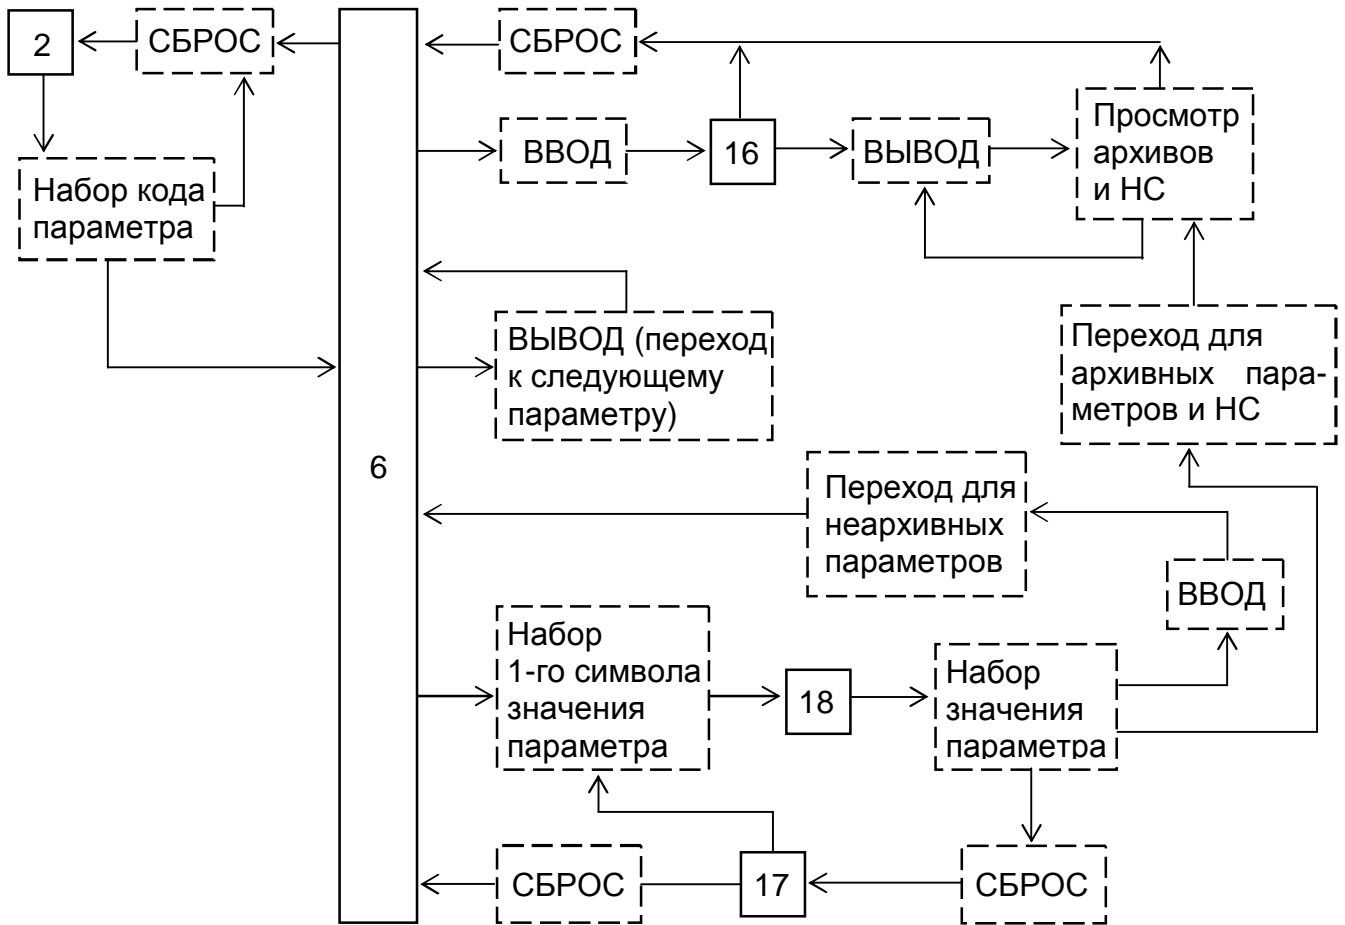 2
СБРОС
СБРОС
ВВОД
16
ВЫВОД
Просмотр
архивов
и НС
Набор кода
параметра
ВЫВОД (переход
к следующему
параметру)
Переход для
архивных пара-
метров и НС
6
Переход для
неархивных
параметров
ВВОД
Набор
1-го символа
значения
параметра
18
Набор
значения
параметра
СБРОС
17
СБРОС